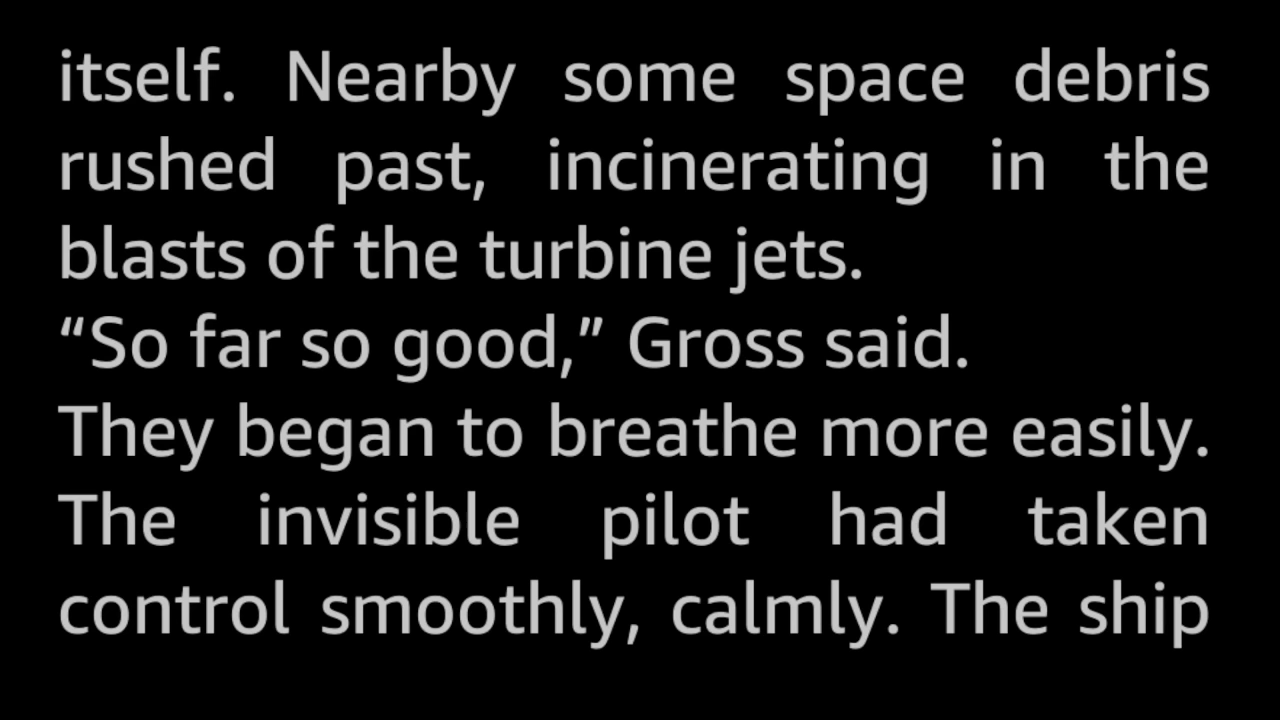 itself. Nearby some space debris
rushed past, incinerating in the
blasts of the turbine jets.
“So far so good,” Gross said.
They began to breathe more easily.
The invisible pilot had taken
control smoothly, calmly. The ship